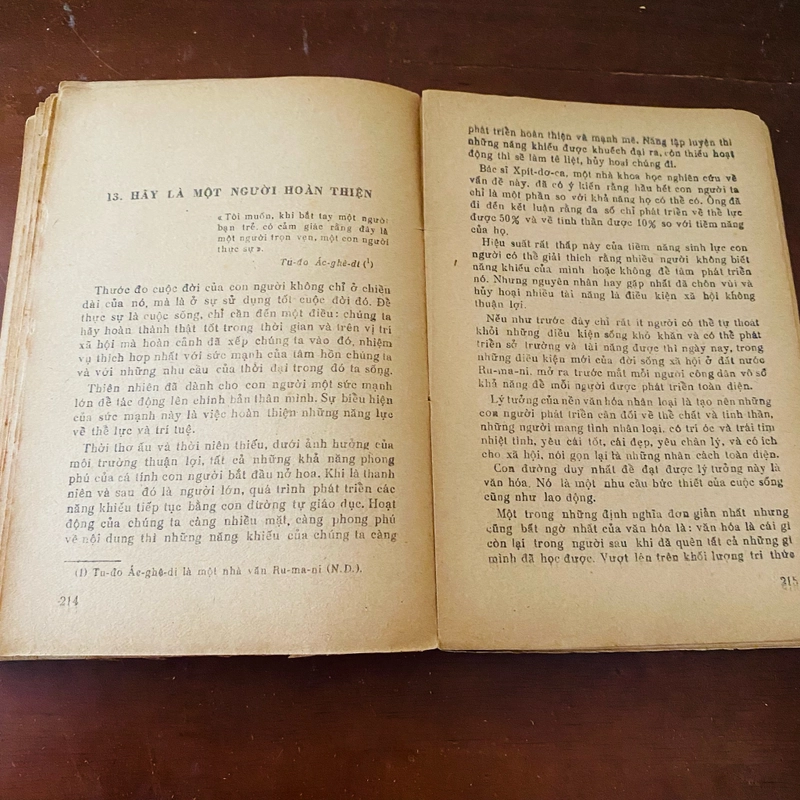 13. HÃY LÀ MỘT NGƯỜI HOÀN THIỆN
« Tôi muốn, khi bắt tay một người
bạn trẻ, có cảm giác rằng đây là
một người trọn vẹn, một con người
thực sự ».
Tu-đo Ác-ghê-di (¹)
Thước đo cuộc đời của con người không chỉ ở chiều
dài của nó, mà là ở sự sử dụng tốt cuộc đời đó. Để
thực sự là cuộc sống, chỉ cần đến một điều: chúng ta
hãy hoàn thành thật tốt trong thời gian và trên vị trí
xã hội mà hoàn cảnh đã xếp chúng ta vào đó, nhiệm
vụ thích hợp nhất với sức mạnh của tâm hồn chúng ta
và với những nhu cầu của thời đại trong đó ta sống.
Thiên nhiên đã dành cho con người một sức mạnh
lớn để tác động lên chính bản thân mình. Sự biểu hiện
của sức mạnh này là việc hoàn thiện những năng lực
về thể lực và trí tuệ.
Thời thơ ấu và thời niên thiếu, dưới ảnh hưởng của
môi trường thuận lợi, tất cả những khả năng phong
phú của cá tính con người bắt đầu nở hoa. Khi là thanh
niên và sau đó là người lớn, quá trình phát triển các
năng khiếu tiếp tục bằng con đường tự giáo dục. Hoạt
động của chúng ta càng nhiều mặt, càng phong phú
về nội dung thì những năng khiếu của chúng ta càng
(1) Tu-đo Ác-ghê-di là một nhà văn Ru-ma-ni (N.D.).
214
phát triển hoàn thiện và mạnh mẽ. Năng tập luyện thì
những năng khiếu được khuếch đại ra, còn thiếu hoạt
động thì sẽ làm tê liệt, hủy hoại chúng đi.
Bác sĩ Xpit-dơ-ca, một nhà khoa học nghiên cứu về
vấn đề này, đã có ý kiến rằng hầu hết con người ta
chỉ là một phần so với khả năng họ có thể có. Ông đã
đi đến kết luận rằng đa số chỉ phát triển về thể lực
được 50% và về tinh thần được 10% so với tiềm năng
của họ.
Hiệu suất rất thấp này của tiềm năng sinh lực con
người có thể giải thích rằng nhiều người không biết
năng khiếu của mình hoặc không để tâm phát triển
nó. Nhưng nguyên nhân hay gặp nhất đã chôn vùi và
hủy hoại nhiều tài năng là điều kiện xã hội không
thuận lợi.
Nếu như trước đây chỉ rất ít người có thể tự thoát
khỏi những điều kiện sống khó khăn và có thể phát
triển sở trường và tài năng được thì ngày nay, trong
những điều kiện mới của đời sống xã hội ở đất nước
Ru-ma-ni, mở ra trước mắt mỗi người công dân vô số
khả năng để mỗi người được phát triển toàn diện.
Lý tưởng của nền văn hóa nhân loại là tạo nên những
con người phát triển cân đối về thể chất và tinh thần,
những người mang tình nhân loại, có trí óc và trái tim
nhiệt tình, yêu cái tốt, cái đẹp, yêu chân lý, và có ích
cho xã hội, nói gọn lại là những nhân cách toàn diện.
Con đường duy nhất để đạt được lý tưởng này là
văn hóa. Nó là một nhu cầu bức thiết của cuộc sống
cũng như lao động.
Một trong những định nghĩa đơn giản nhất nhưng
cũng bất ngờ nhất của văn hóa là: văn hóa là cái gì
còn lại trong người sau khi đã quên tất cả những gì
mình đã học được. Vượt lên trên khối lượng tri thức
215